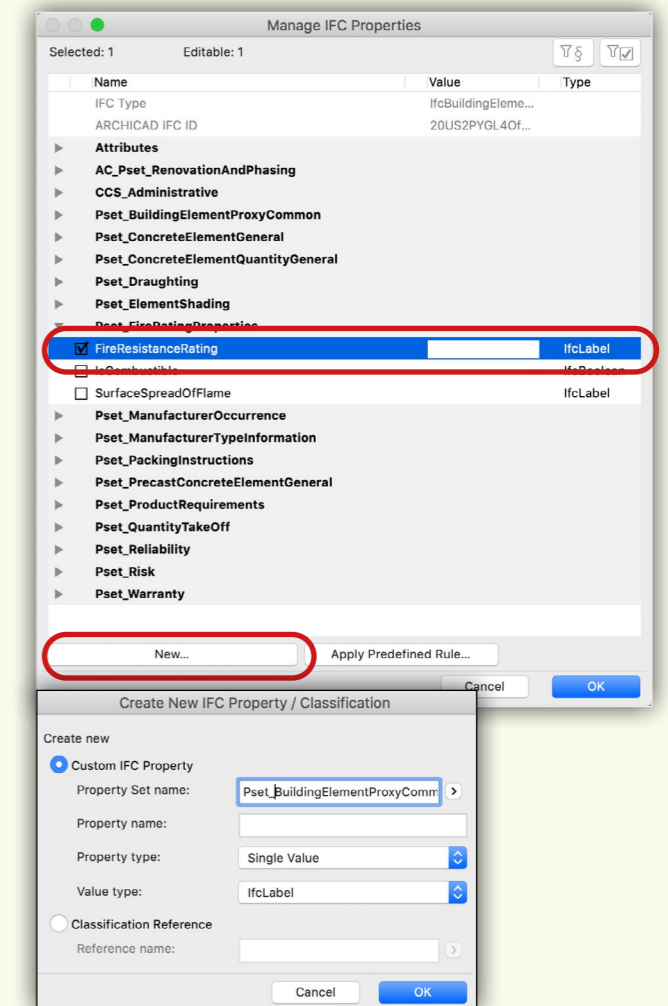 Manage IFC Properties
Selected: 1 Editable: 1
Name Value Type
IFC Type IfcBuildingEleme...
ARCHICAD IFC ID 20US2PYGL4Of...
Attributes
AC_Pset_RenovationAndPhasing
CCS_Administrative
Pset_BuildingElementProxyCommon
Pset_ConcreteElementGeneral
Pset_ConcreteElementQuantityGeneral
Pset_Draughting
Pset_ElementShading
Pset_FireRatingProperties
FireResistanceRating IfcLabel
IsCombustible IfcBoolean
SurfaceSpreadOfFlame IfcLabel
Pset_ManufacturerOccurrence
Pset_ManufacturerTypeInformation
Pset_PackingInstructions
Pset_PrecastConcreteElementGeneral
Pset_ProductRequirements
Pset_QuantityTakeOff
Pset_Reliability
Pset_Risk
Pset_Warranty
New... Apply Predefined Rule...
Cancel OK
Create New IFC Property / Classification
Create new
Custom IFC Property
Property Set name: Pset_BuildingElementProxyComm
Property name:
Property type: Single Value
Value type: IfcLabel
Classification Reference
Reference name:
Cancel OK